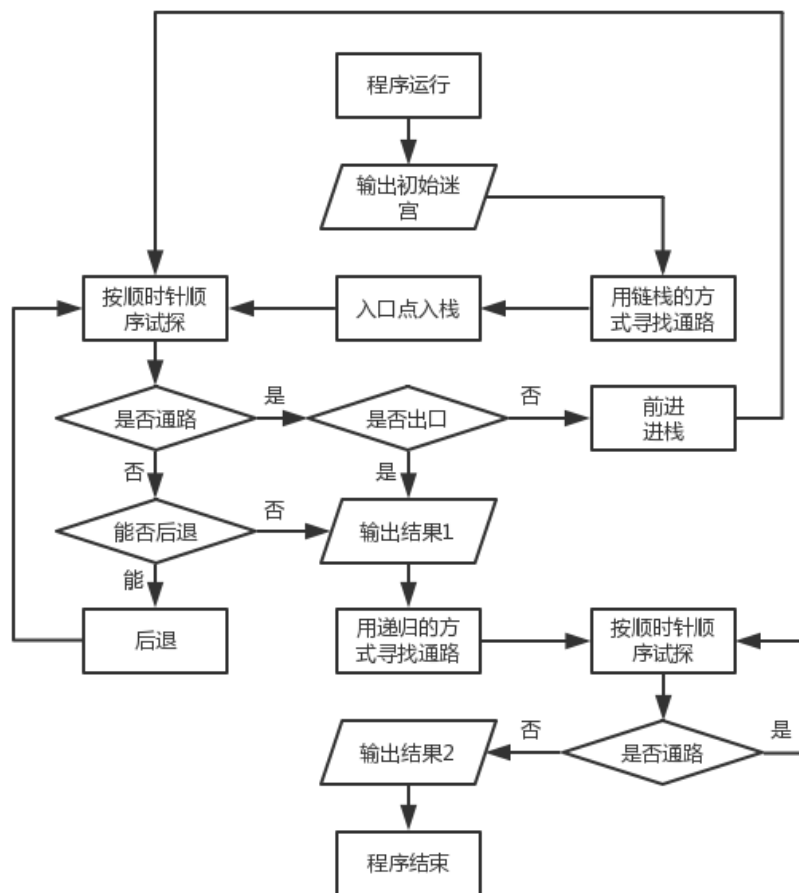 程序运行
输出初始迷
宫
按顺时针顺
序试探
入口点入栈
用链栈的方
式寻找通路
是否通路
是
是否出口
否
前进
进栈
否
是
能否后退
否
输出结果1
能
后退
用递归的方
式寻找通路
按顺时针顺
序试探
输出结果2
否
是否通路
是
程序结束